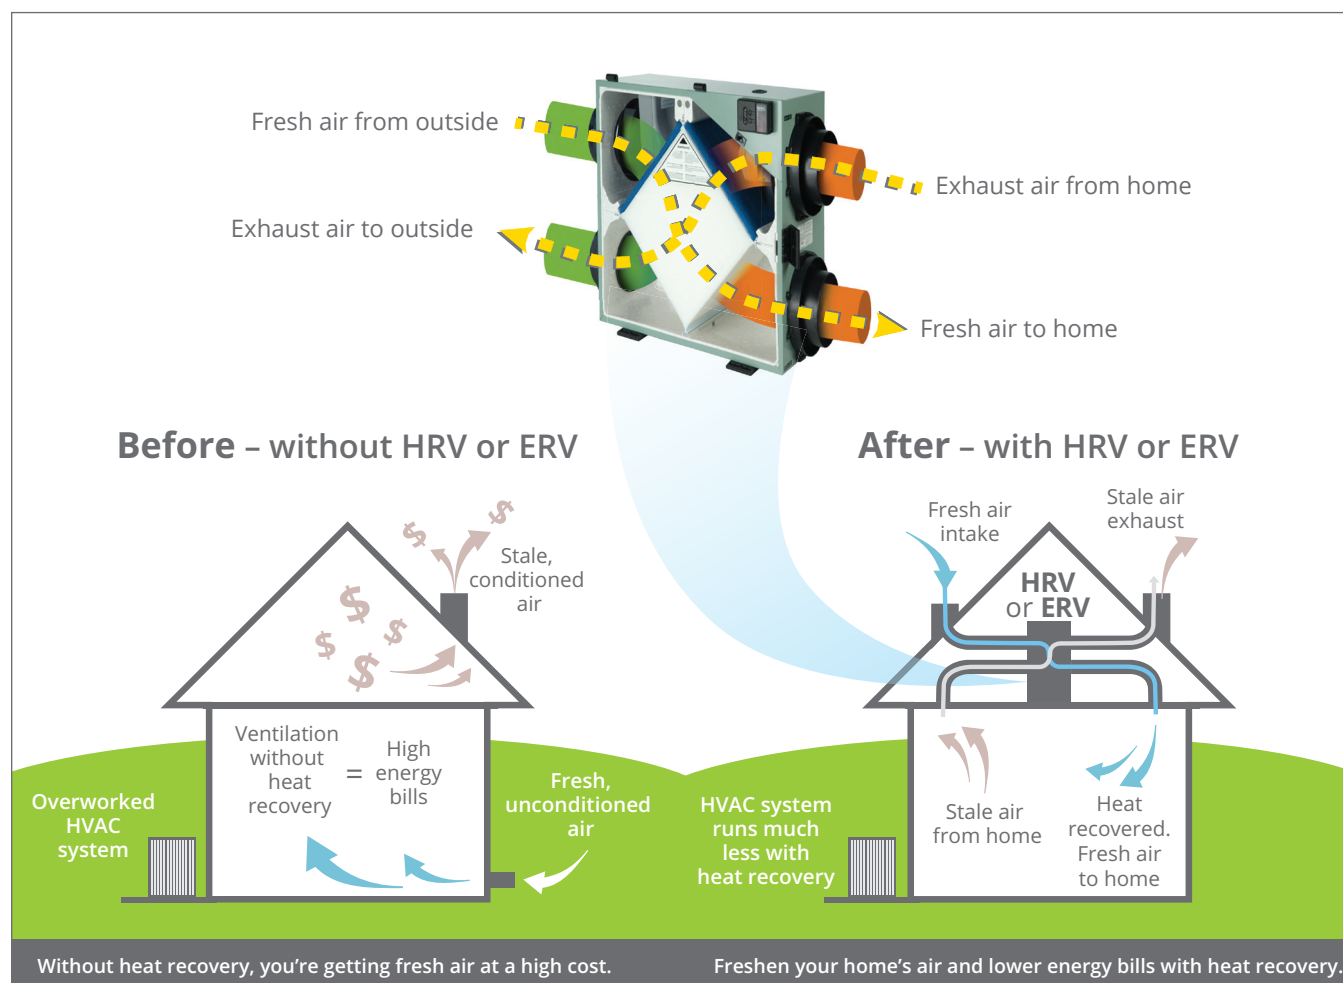 Fresh air from outside
Exhaust air from home
Exhaust air to outside
Fresh air to home
Before – without HRV or ERV
$
$
Stale,
conditioned
air
$
$
$
$
Ventilation
without
heat
recovery
=
High
energy
bills
Overworked
HVAC
system
Fresh,
unconditioned
air
After – with HRV or ERV
Fresh air
intake
Stale air
exhaust
HRV
or ERV
Stale air
from home
Heat
recovered.
Fresh air
to home
HVAC system
runs much
less with
heat recovery
Without heat recovery, you’re getting fresh air at a high cost.
Freshen your home’s air and lower energy bills with heat recovery.